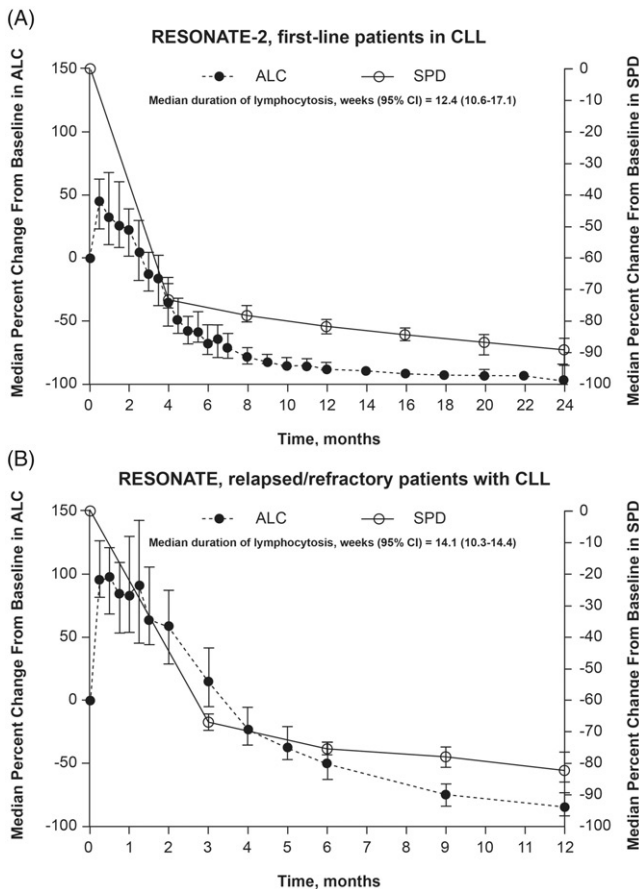 (A)
RESONATE-2, first-line patients in CLL
ALC SPD
Median duration of lymphocytosis, weeks (95% CI) = 12.4 (10.6-17.1)
Median Percent Change From Baseline in ALC
150
100
50
0
-50
-100
0
-10
-20
-30
-40
-50
-60
-70
-80
-90
-100
Median Percent Change From Baseline in SPD
0 2 4 6 8 10 12 14 16 18 20 22 24
Time, months
(B)
RESONATE, relapsed/refractory patients with CLL
ALC SPD
Median duration of lymphocytosis, weeks (95% CI) = 14.1 (10.3-14.4)
Median Percent Change From Baseline in ALC
150
100
50
0
-50
-100
0
-10
-20
-30
-40
-50
-60
-70
-80
-90
-100
Median Percent Change From Baseline in SPD
0 1 2 3 4 5 6 7 8 9 10 11 12
Time, months